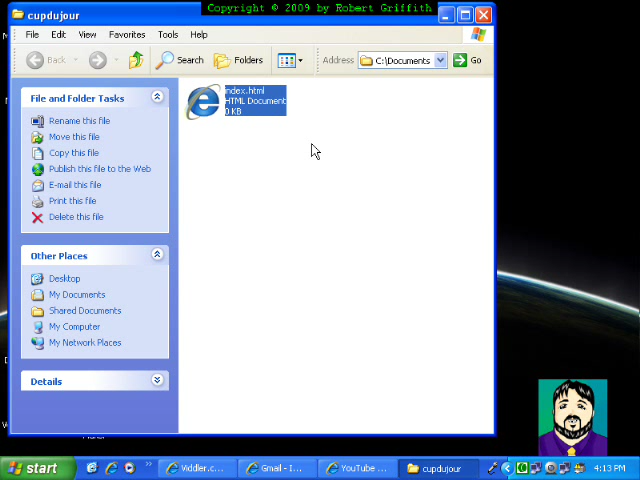 Copyright © 2009 by Robert Griffith
cupdujour
File Edit View Favorites Tools Help
Back Search Folders Address C:\Documents Go
File and Folder Tasks
Rename this file
Move this file
Copy this file
Publish this file to the Web
E-mail this file
Print this file
Delete this file
index.html
HTML Document
0 KB
Other Places
Desktop
My Documents
Shared Documents
My Computer
My Network Places
Details
start Viddler.c... Gmail - I... YouTube ... cupdujour 4:13 PM